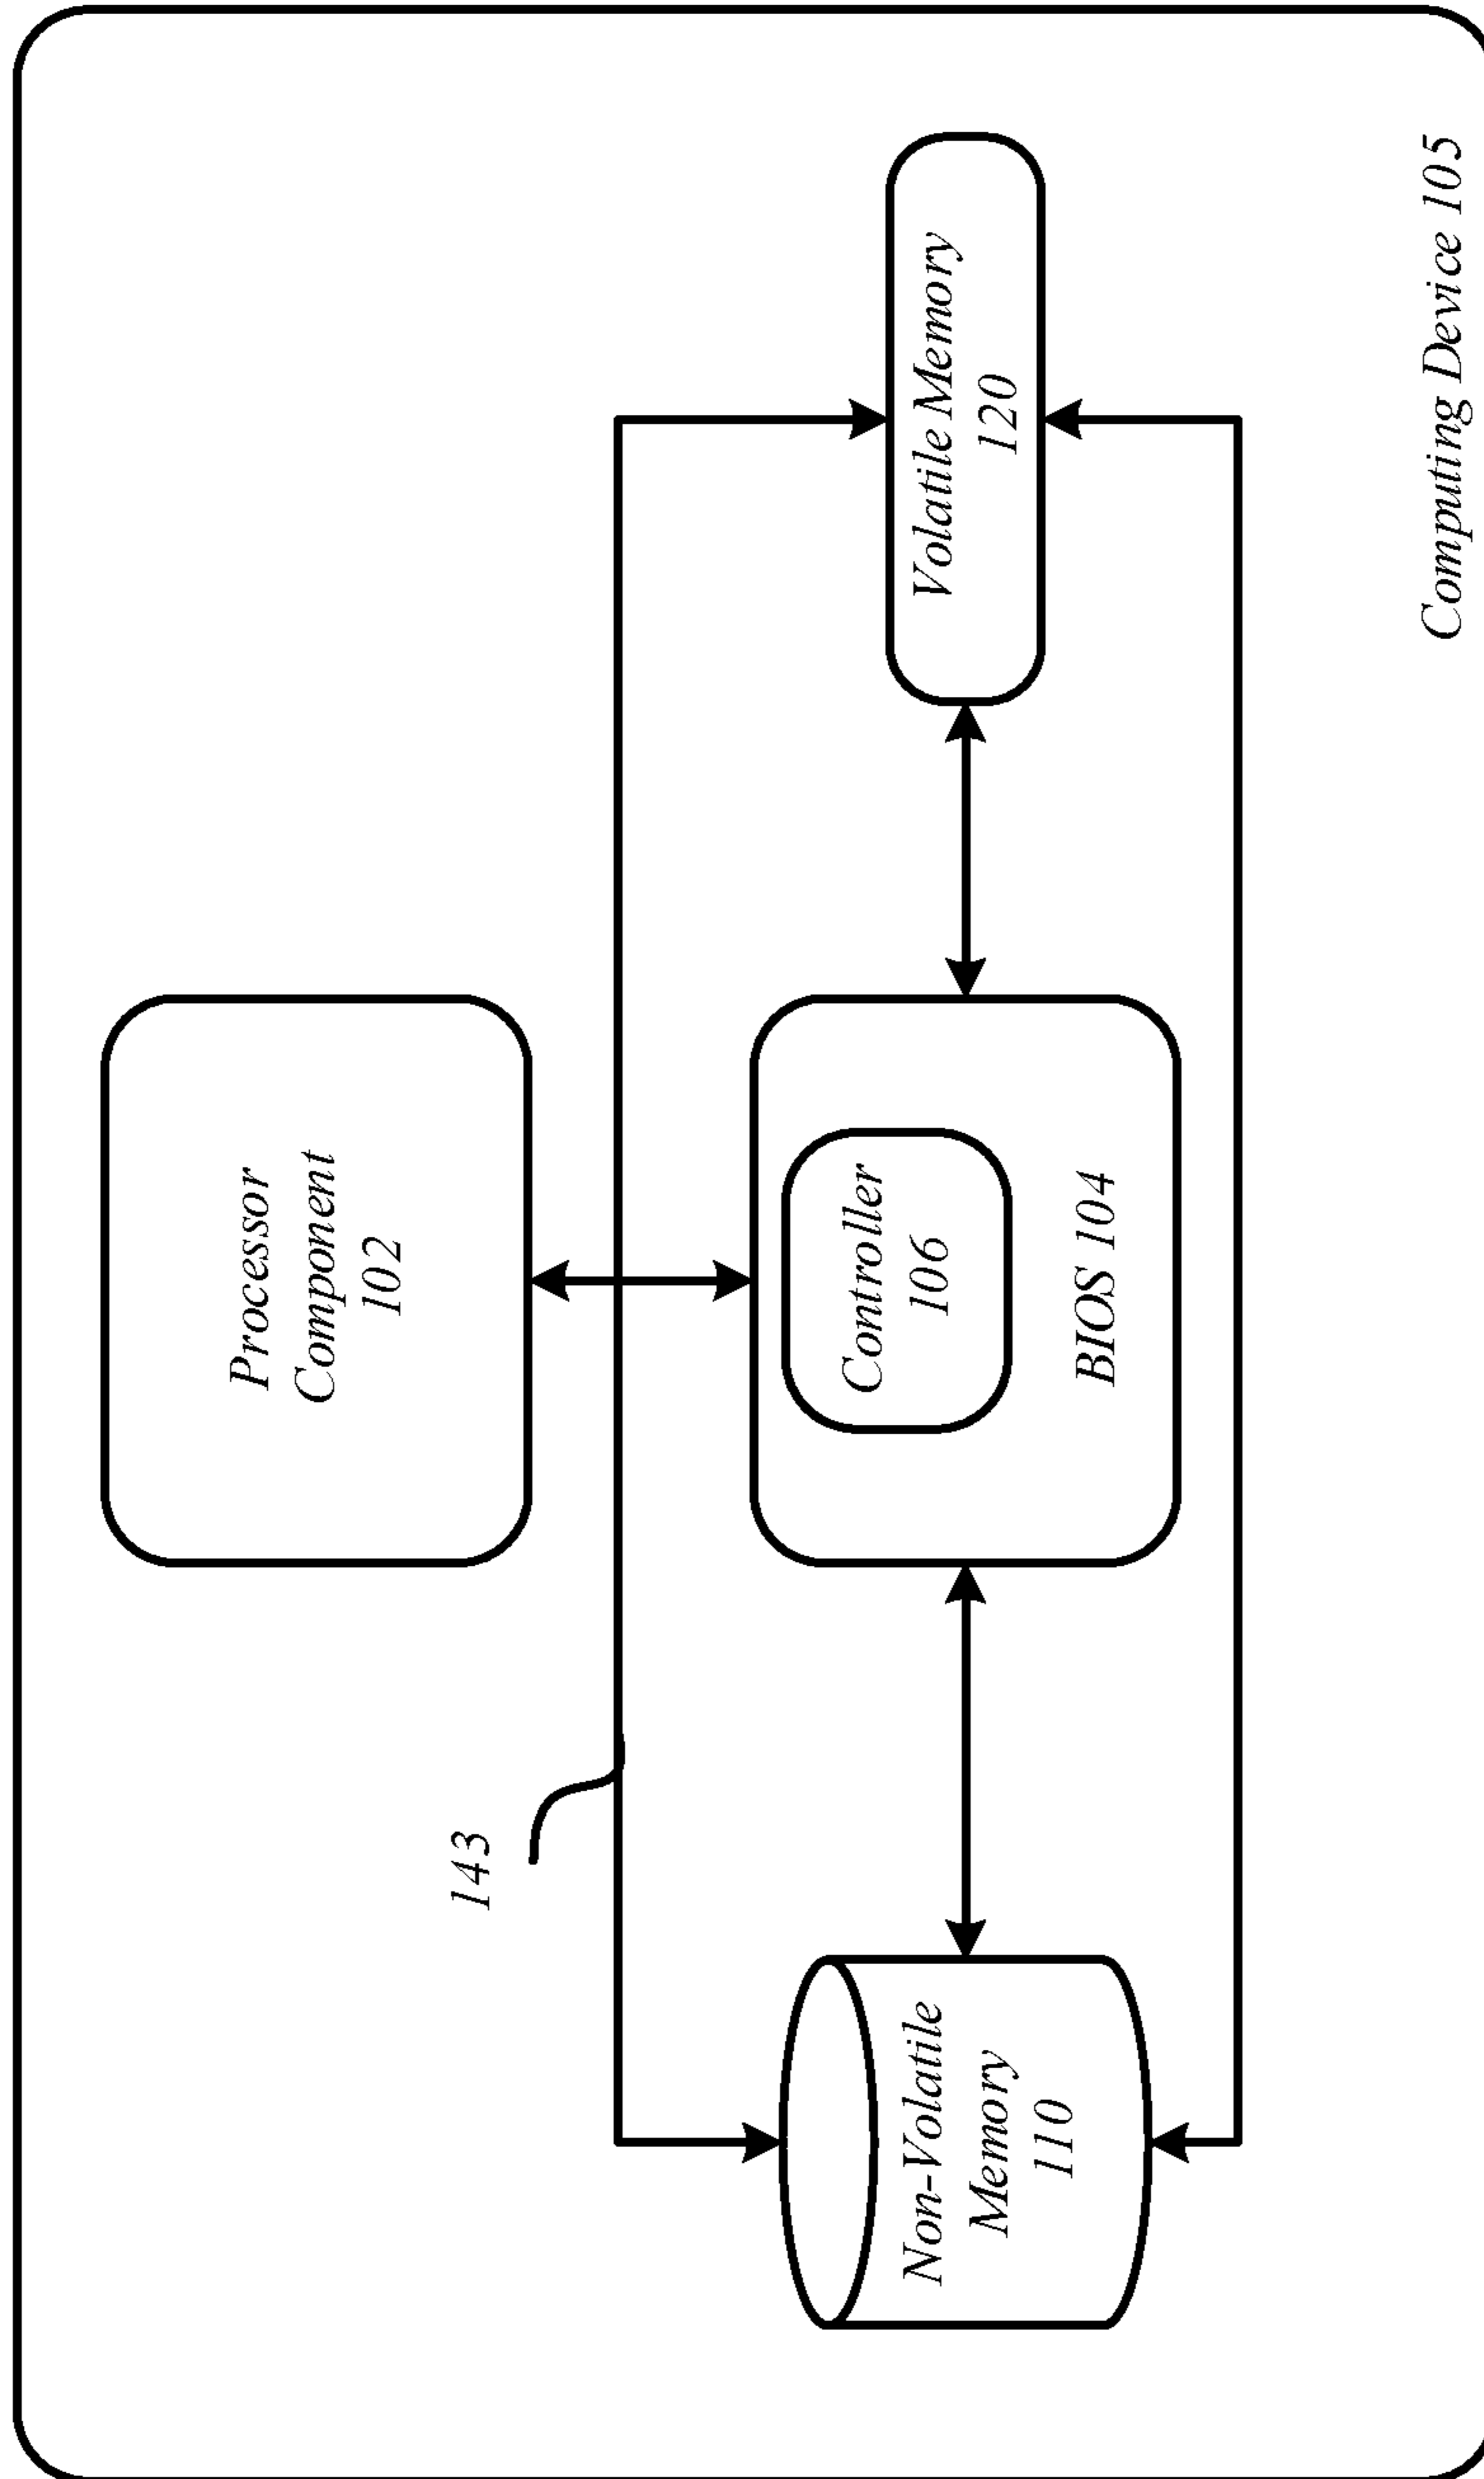 Processor
Component
102
143
Non-Volatile
Memory
110
Controller
106
BIOS 104
Volatile Memory
120
Computing Device 105